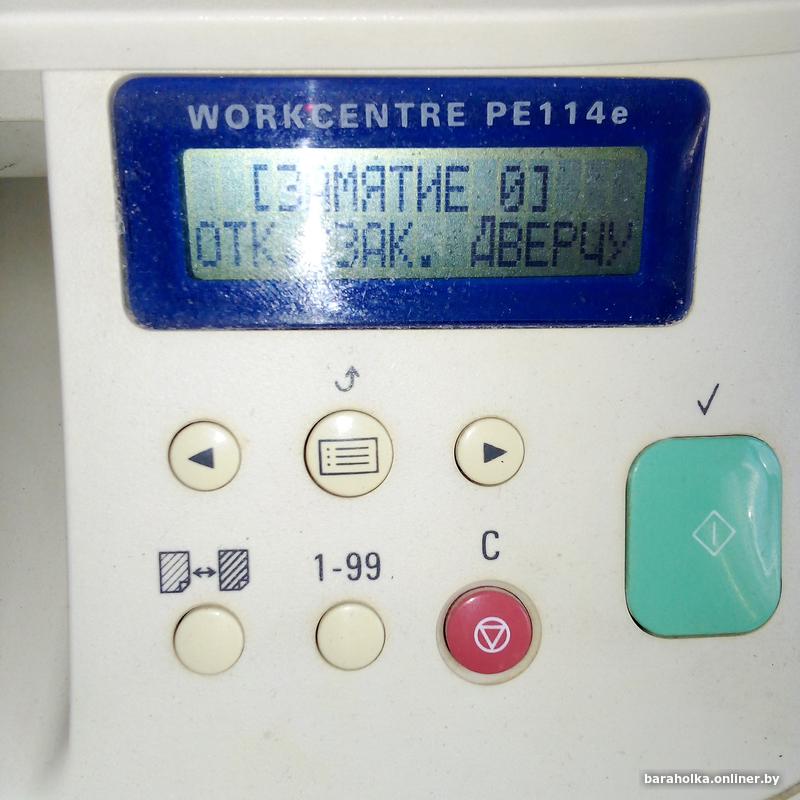 WORKCENTRE PE114e
[ЗАМЯТИЕ 0]
ОТК. ЗАК. ДВЕРЦУ
1-99
C
baraholka.onliner.by